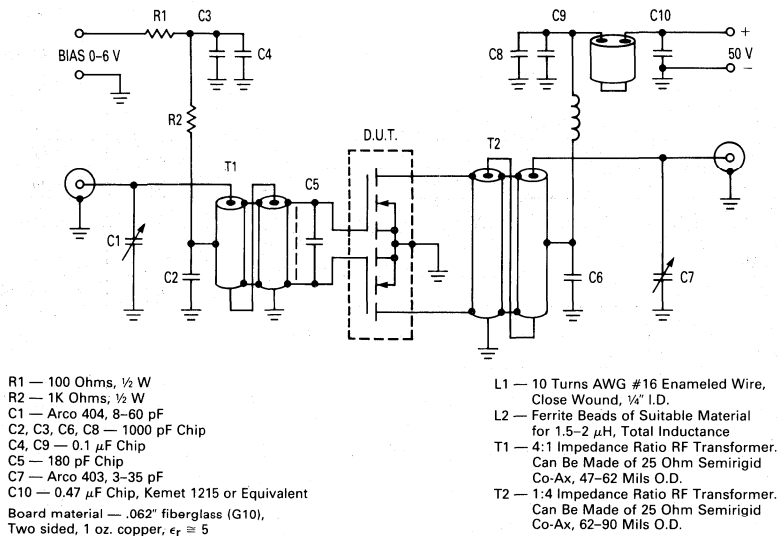 R1
C3
C9
C10
BIAS 0–6 V
C4
C8
+
50 V
–
R2
D.U.T.
T1
T2
C5
C1
C2
C6
C7
R1 — 100 Ohms, ½ W
R2 — 1K Ohms, ½ W
C1 — Arco 404, 8-60 pF
C2, C3, C6, C8 — 1000 pF Chip
C4, C9 — 0.1 μF Chip
C5 — 180 pF Chip
C7 — Arco 403, 3–35 pF
C10 — 0.47 μF Chip, Kemet 1215 or Equivalent
Board material — .062″ fiberglass (G10),
Two sided, 1 oz. copper, εr ≅ 5
L1 — 10 Turns AWG #16 Enameled Wire,
Close Wound, ¼″ I.D.
L2 — Ferrite Beads of Suitable Material
for 1.5–2 μH, Total Inductance
T1 — 4:1 Impedance Ratio RF Transformer.
Can Be Made of 25 Ohm Semirigid
Co-Ax, 47–62 Mils O.D.
T2 — 1:4 Impedance Ratio RF Transformer.
Can Be Made of 25 Ohm Semirigid
Co-Ax, 62–90 Mils O.D.